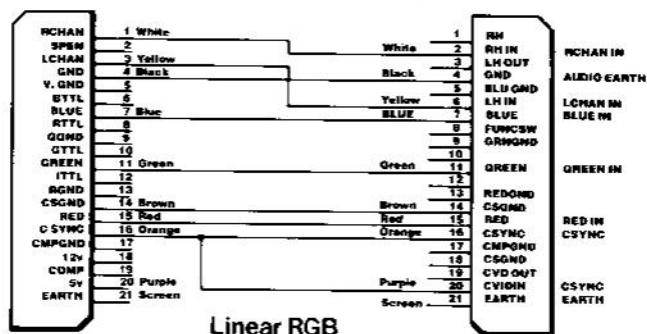 RCHAN 1 White
SPEN 2
LCHAN 3 Yellow
GND 4 Black
V. GND 5
BTTL 6
BLUE 7 Blue
RTTL 8
QGND 9
GTTL 10
GREEN 11 Green
ITTL 12
RGND 13
CSGND 14 Brown
RED 15 Red
C SYNC 16 Orange
CMPGND 17
12v 18
COMP 19
5v 20 Purple
EARTH 21 Screen
1 RH
White 2 RH IN RCHAN IN
3 LH OUT
Black 4 GND AUDIO EARTH
5 BLU GND
Yellow 6 LH IN LCHAN IN
BLUE 7 BLUE BLUE IN
8 FUNCSW
9 GRNGND
10
Green 11 GREEN GREEN IN
12
13 REDGND
Brown 14 CSGND
Red 15 RED RED IN
Orange 16 CSYNC CSYNC
17 CMPGND
18 CSGND
19 CVD OUT
Purple 20 CVIDIN CSYNC
Screen 21 EARTH EARTH
Linear RGB